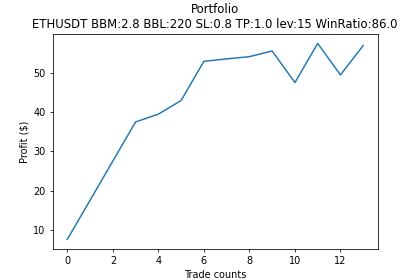 Portfolio
ETHUSDT BBM:2.8 BBL:220 SL:0.8 TP:1.0 lev:15 WinRatio:86.0
50
40
30
20
10
Profit ($)
0 2 4 6 8 10 12
Trade counts